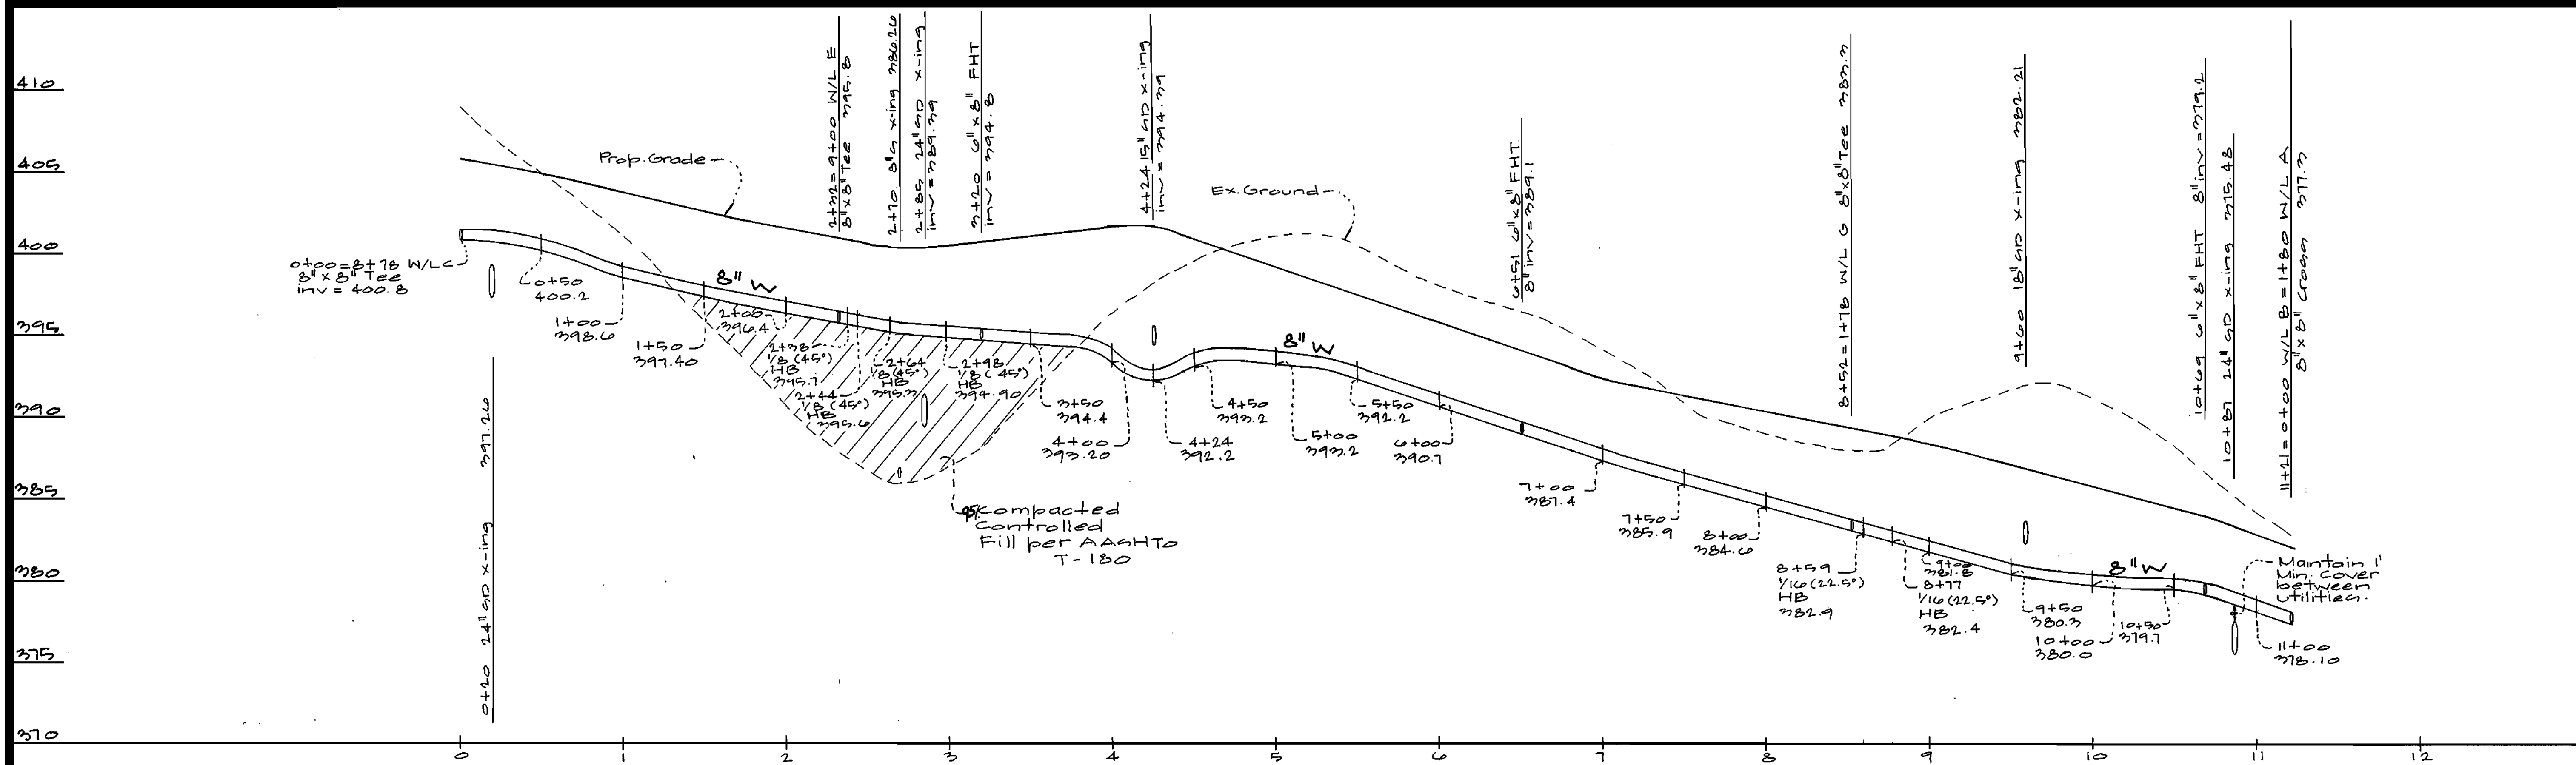 410
405
400
395
390
385
380
375
370
0
1
2
3
4
5
6
7
8
9
10
11
12
0+00=8+78 W/L C
8"x8" Tee
inv = 400.8
0+20 24" SD x-ing 397.26
0+50
400.2
1+00
398.6
1+50
397.40
Prop. Grade
8" W
2+00
396.4
2+32=9+00 W/L E
8"x8" Tee 395.8
2+38
1/8 (45°)
HB
395.7
2+44
1/8 (45°)
HB
395.6
2+64
1/8 (45°)
HB
395.3
2+70 8" S x-ing 386.26
2+85 24" SD x-ing
inv = 389.39
2+98
1/8 (45°)
HB
394.90
3+20 6"x8" FHT
inv = 394.8
95% Compacted
Controlled
Fill per AASHTO
T-180
3+50
394.4
4+00
393.20
4+24 15" SD x-ing
inv = 394.39
4+24
392.2
4+50
393.2
Ex. Ground
8" W
5+00
393.2
5+50
392.2
6+00
390.7
6+51 6"x8" FHT
8" inv = 389.1
7+00
387.4
7+50
385.9
8+00
384.6
8+52=1+78 W/L G 8"x8" Tee 383.3
8+59
1/16 (22.5°)
HB
382.9
8+77
1/16 (22.5°)
HB
382.4
9+00
381.8
9+50
380.3
9+60 18" SD x-ing 382.21
8" W
10+00
380.0
10+50
379.7
10+69 6"x8" FHT 8" inv = 379.2
10+87 24" SD x-ing 375.48
11+00
378.10
11+21=0+00 W/L B=1+80 W/L A
8"x8" Cross 377.3
Maintain 1'
Min. Cover
between
utilities.